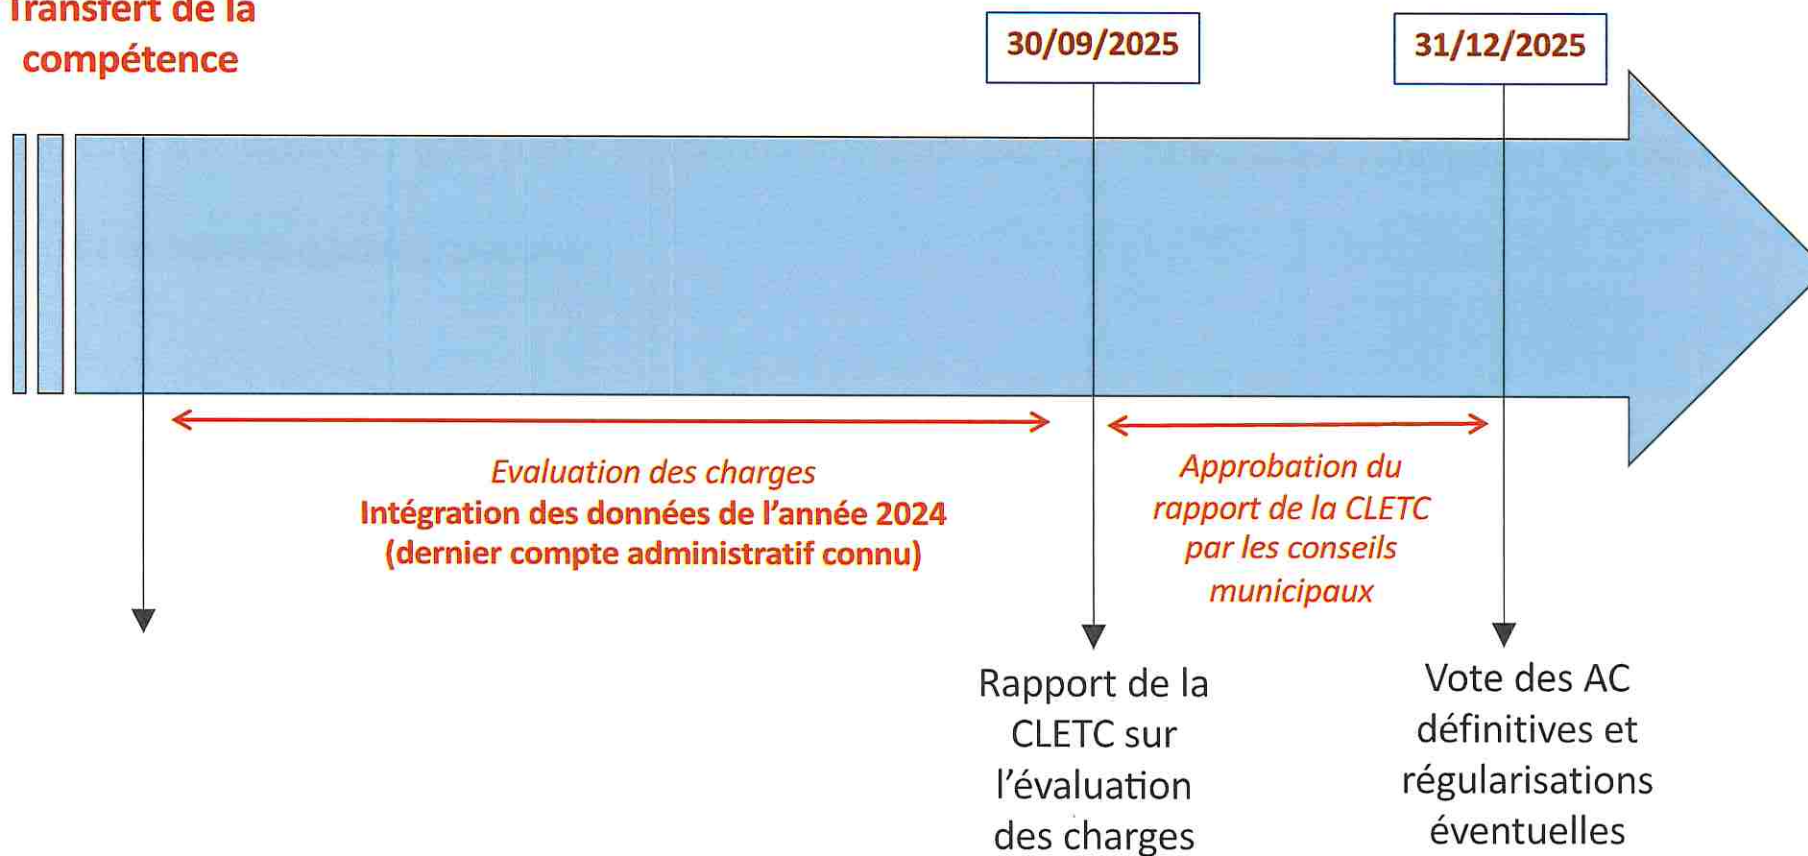 Transfert de la
compétence
30/09/2025
31/12/2025
Evaluation des charges
Intégration des données de l'année 2024
(dernier compte administratif connu)
Approbation du
rapport de la CLETC
par les conseils
municipaux
Rapport de la
CLETC sur
l'évaluation
des charges
Vote des AC
définitives et
régularisations
éventuelles